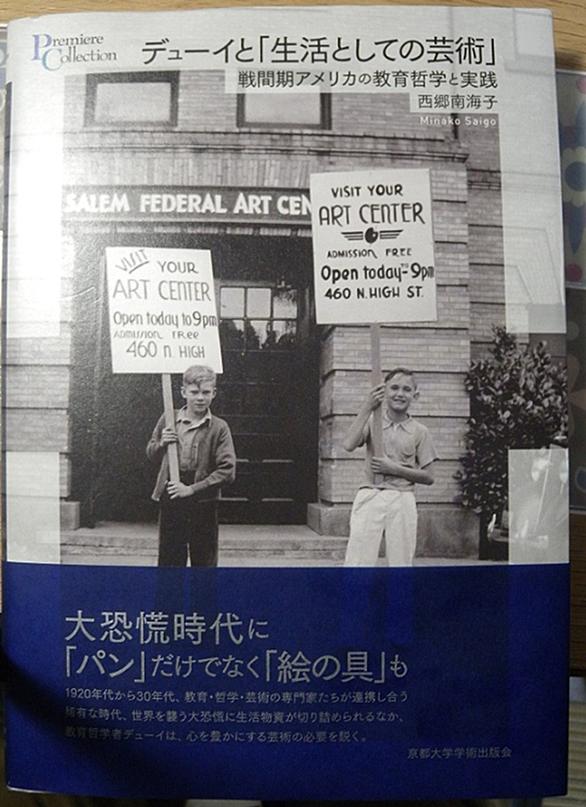 Premiere
Collection
デューイと「生活としての芸術」
戦間期アメリカの教育哲学と実践
西郷南海子
Minako Saigo
SALEM FEDERAL ART CEN
VISIT YOUR
ART CENTER
ADMISSION FREE
Open today to 9pm
460 N. HIGH ST.
VISIT YOUR
ART CENTER
Open today to 9pm
ADMISSION FREE
460 N. HIGH
大恐慌時代に
「パン」だけでなく「絵の具」も
1920年代から30年代、教育・哲学・芸術の専門家たちが連携し合う
稀有な時代、世界を襲う大恐慌に生活物資が切り詰められるなか、
教育哲学者デューイは、心を豊かにする芸術の必要を説く。
京都大学学術出版会